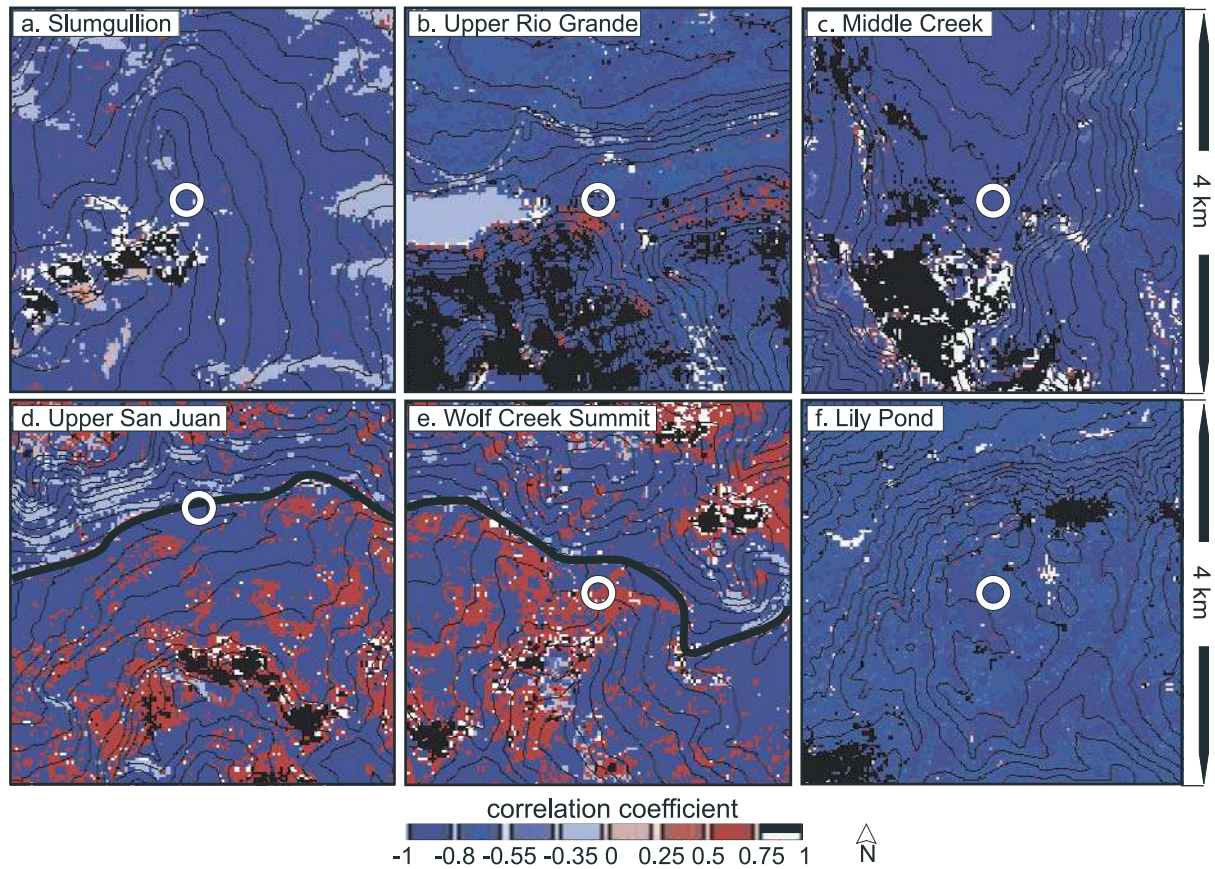 a. Slumgullion
b. Upper Rio Grande
c. Middle Creek
4 km
d. Upper San Juan
e. Wolf Creek Summit
f. Lily Pond
4 km
correlation coefficient
-1 -0.8 -0.55 -0.35 0 0.25 0.5 0.75 1
N